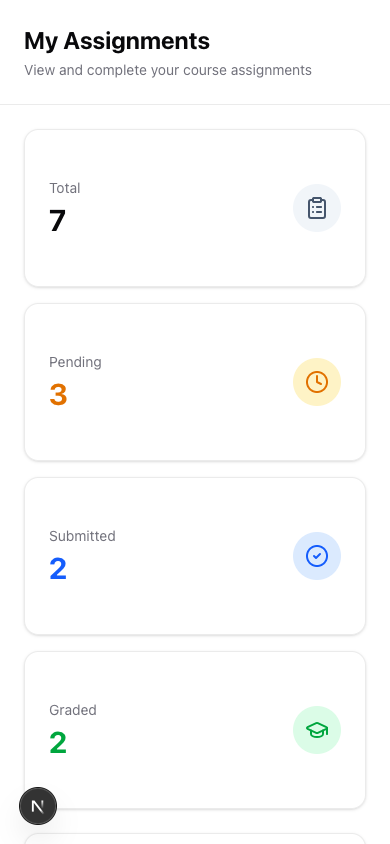 My Assignments
View and complete your course assignments
Total
7
Pending
3
Submitted
2
Graded
2
N